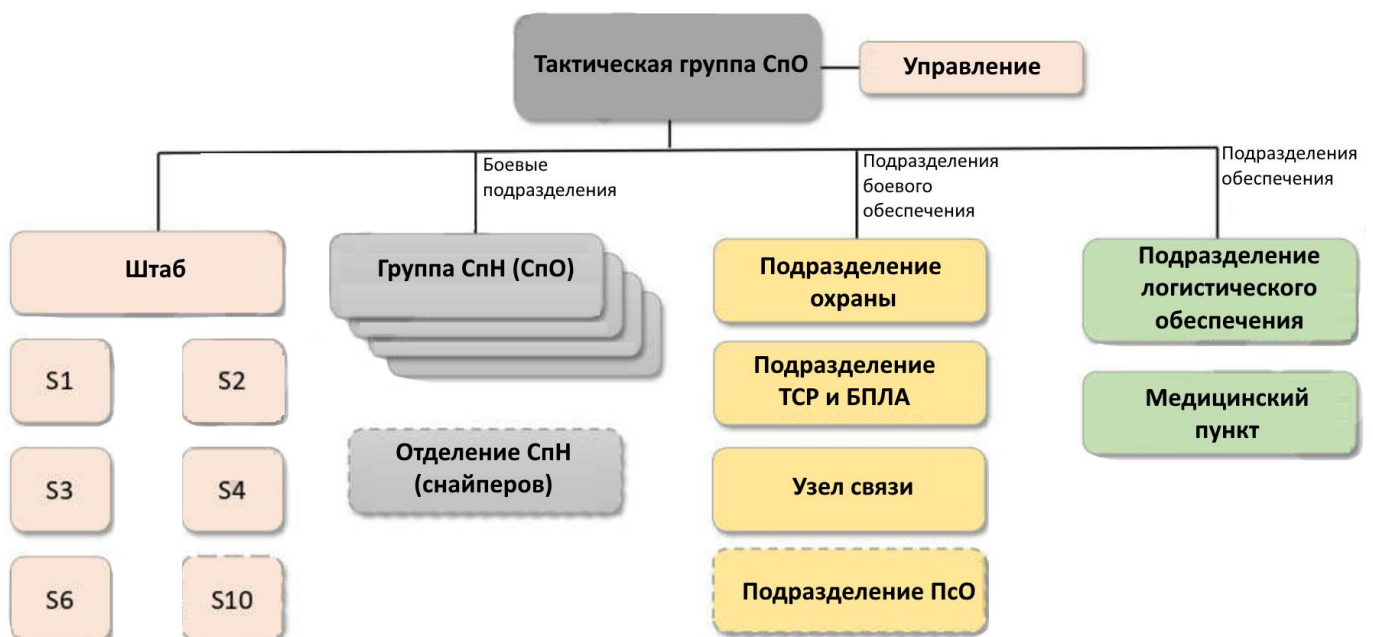 Тактическая группа СпО
Управление
Боевые
подразделения
Подразделения
боевого
обеспечения
Подразделения
обеспечения
Штаб
S1
S2
S3
S4
S6
S10
Группа СпН (СпО)
Отделение СпН
(снайперов)
Подразделение
охраны
Подразделение
ТСР и БПЛА
Узел связи
Подразделение ПсО
Подразделение
логистического
обеспечения
Медицинский
пункт